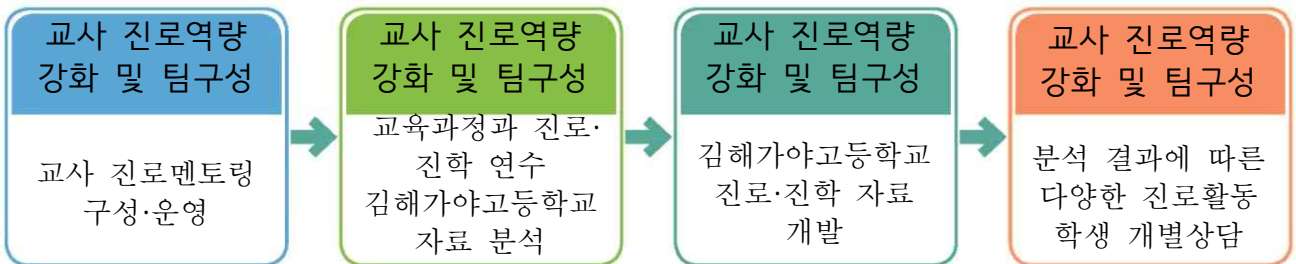 교사 진로역량
강화 및 팀구성
교사 진로멘토링
구성·운영
교사 진로역량
강화 및 팀구성
교육과정과 진로·
진학 연수
김해가야고등학교
자료 분석
교사 진로역량
강화 및 팀구성
김해가야고등학교
진로·진학 자료
개발
교사 진로역량
강화 및 팀구성
분석 결과에 따른
다양한 진로활동
학생 개별상담